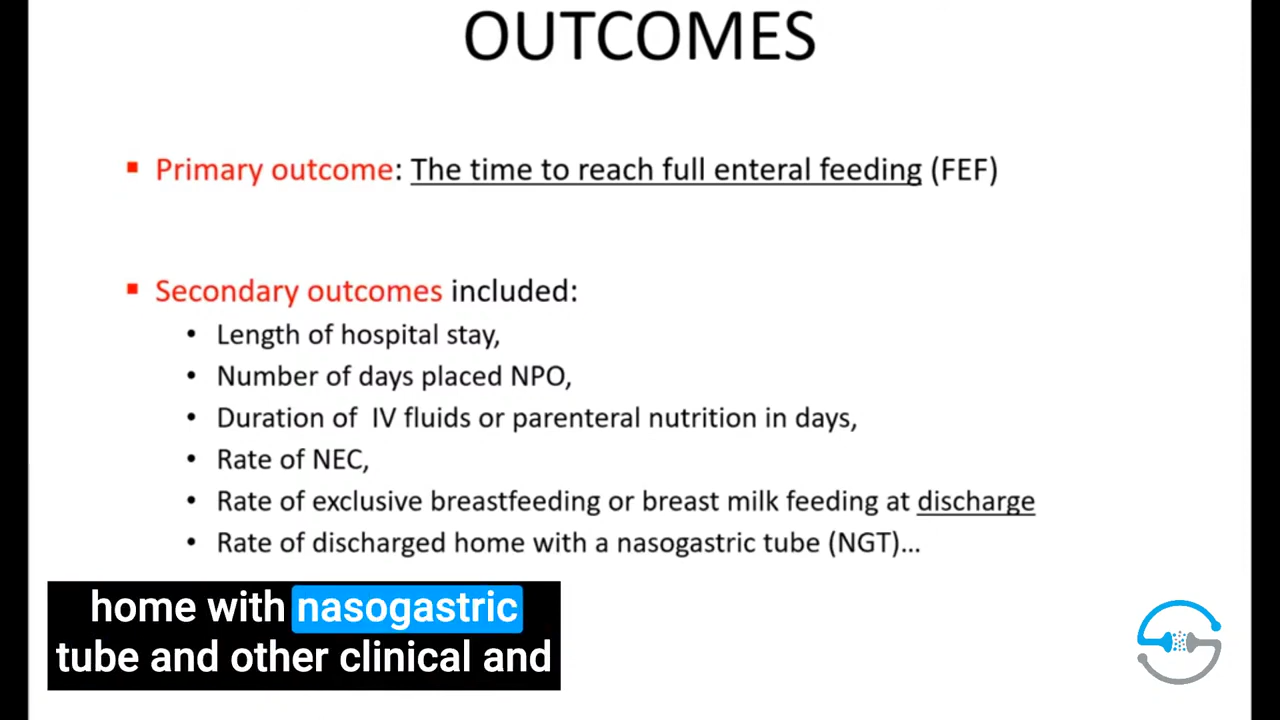 OUTCOMES
Primary outcome: The time to reach full enteral feeding (FEF)
Secondary outcomes included:
• Length of hospital stay,
• Number of days placed NPO,
• Duration of IV fluids or parenteral nutrition in days,
• Rate of NEC,
• Rate of exclusive breastfeeding or breast milk feeding at discharge
• Rate of discharged home with a nasogastric tube (NGT)...
home with nasogastric
tube and other clinical and